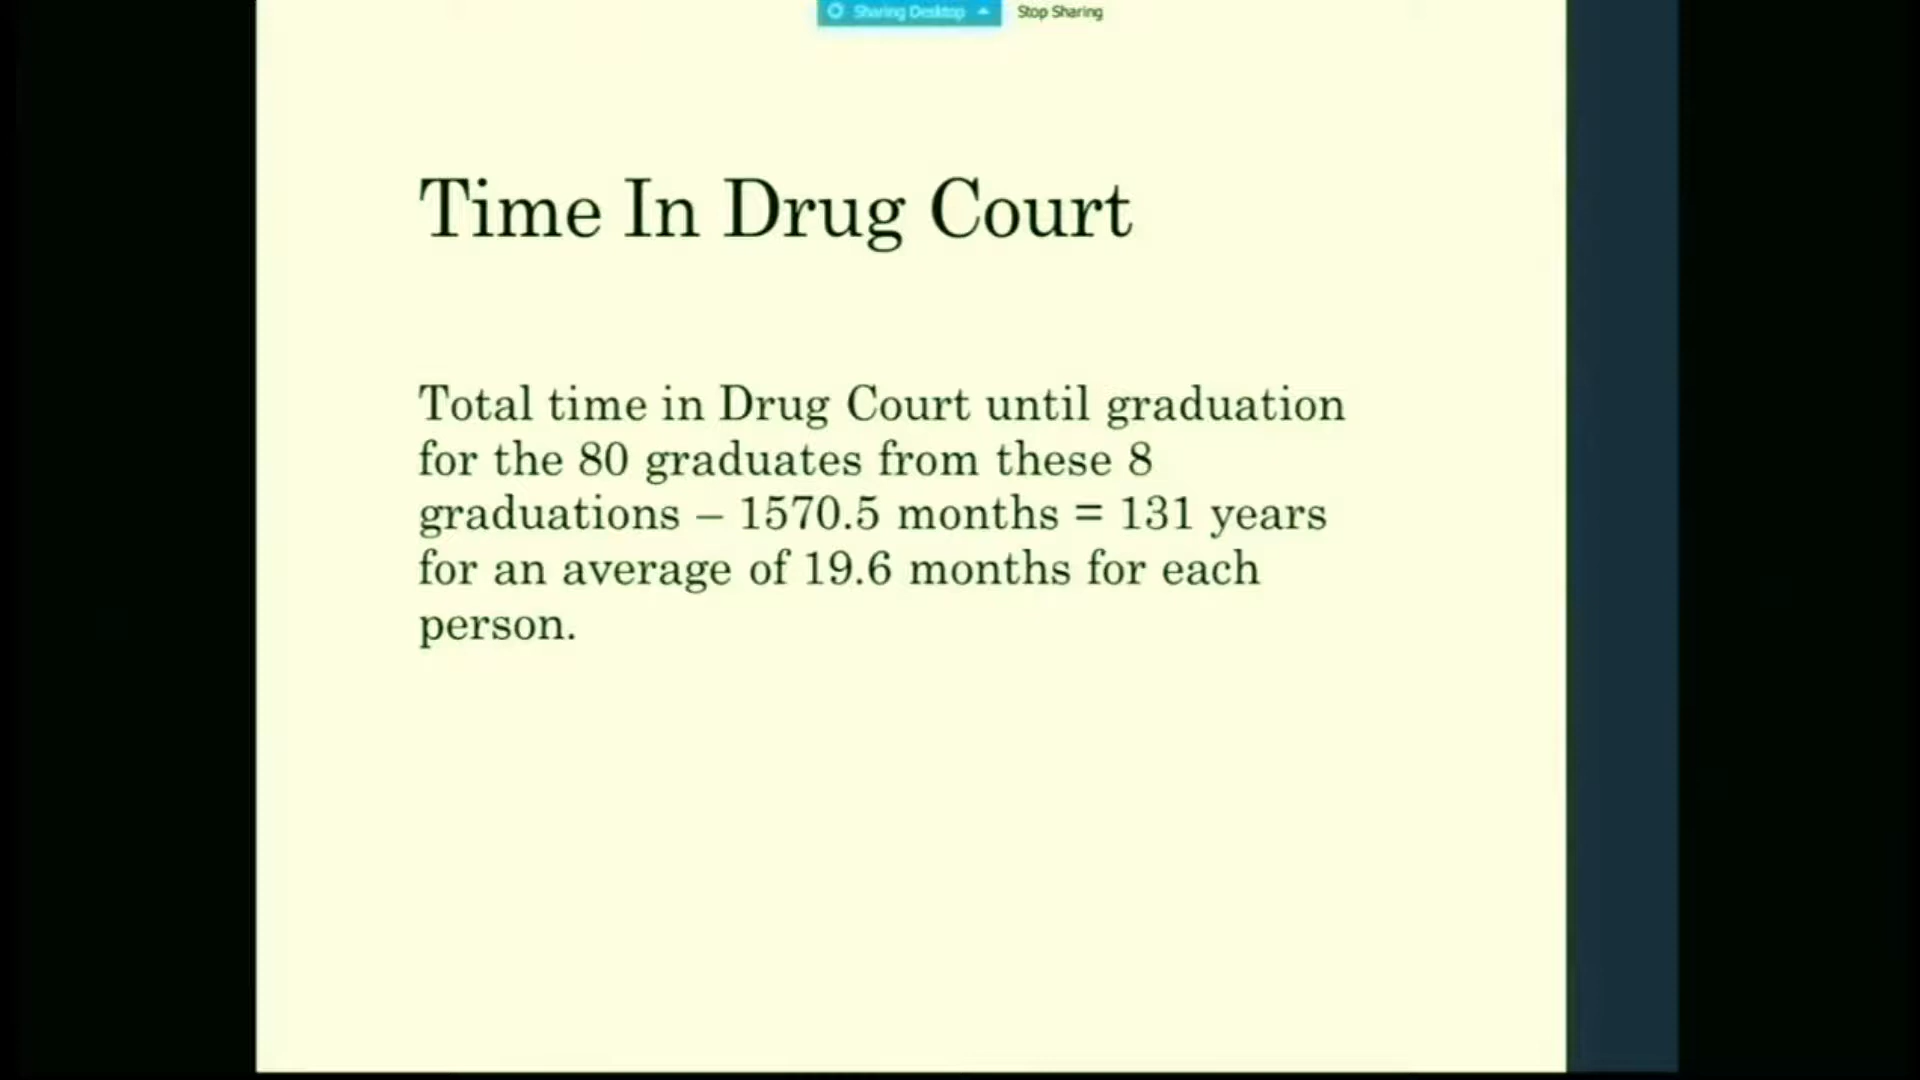 Sharing Desktop Stop Sharing
Time In Drug Court
Total time in Drug Court until graduation
for the 80 graduates from these 8
graduations – 1570.5 months = 131 years
for an average of 19.6 months for each
person.